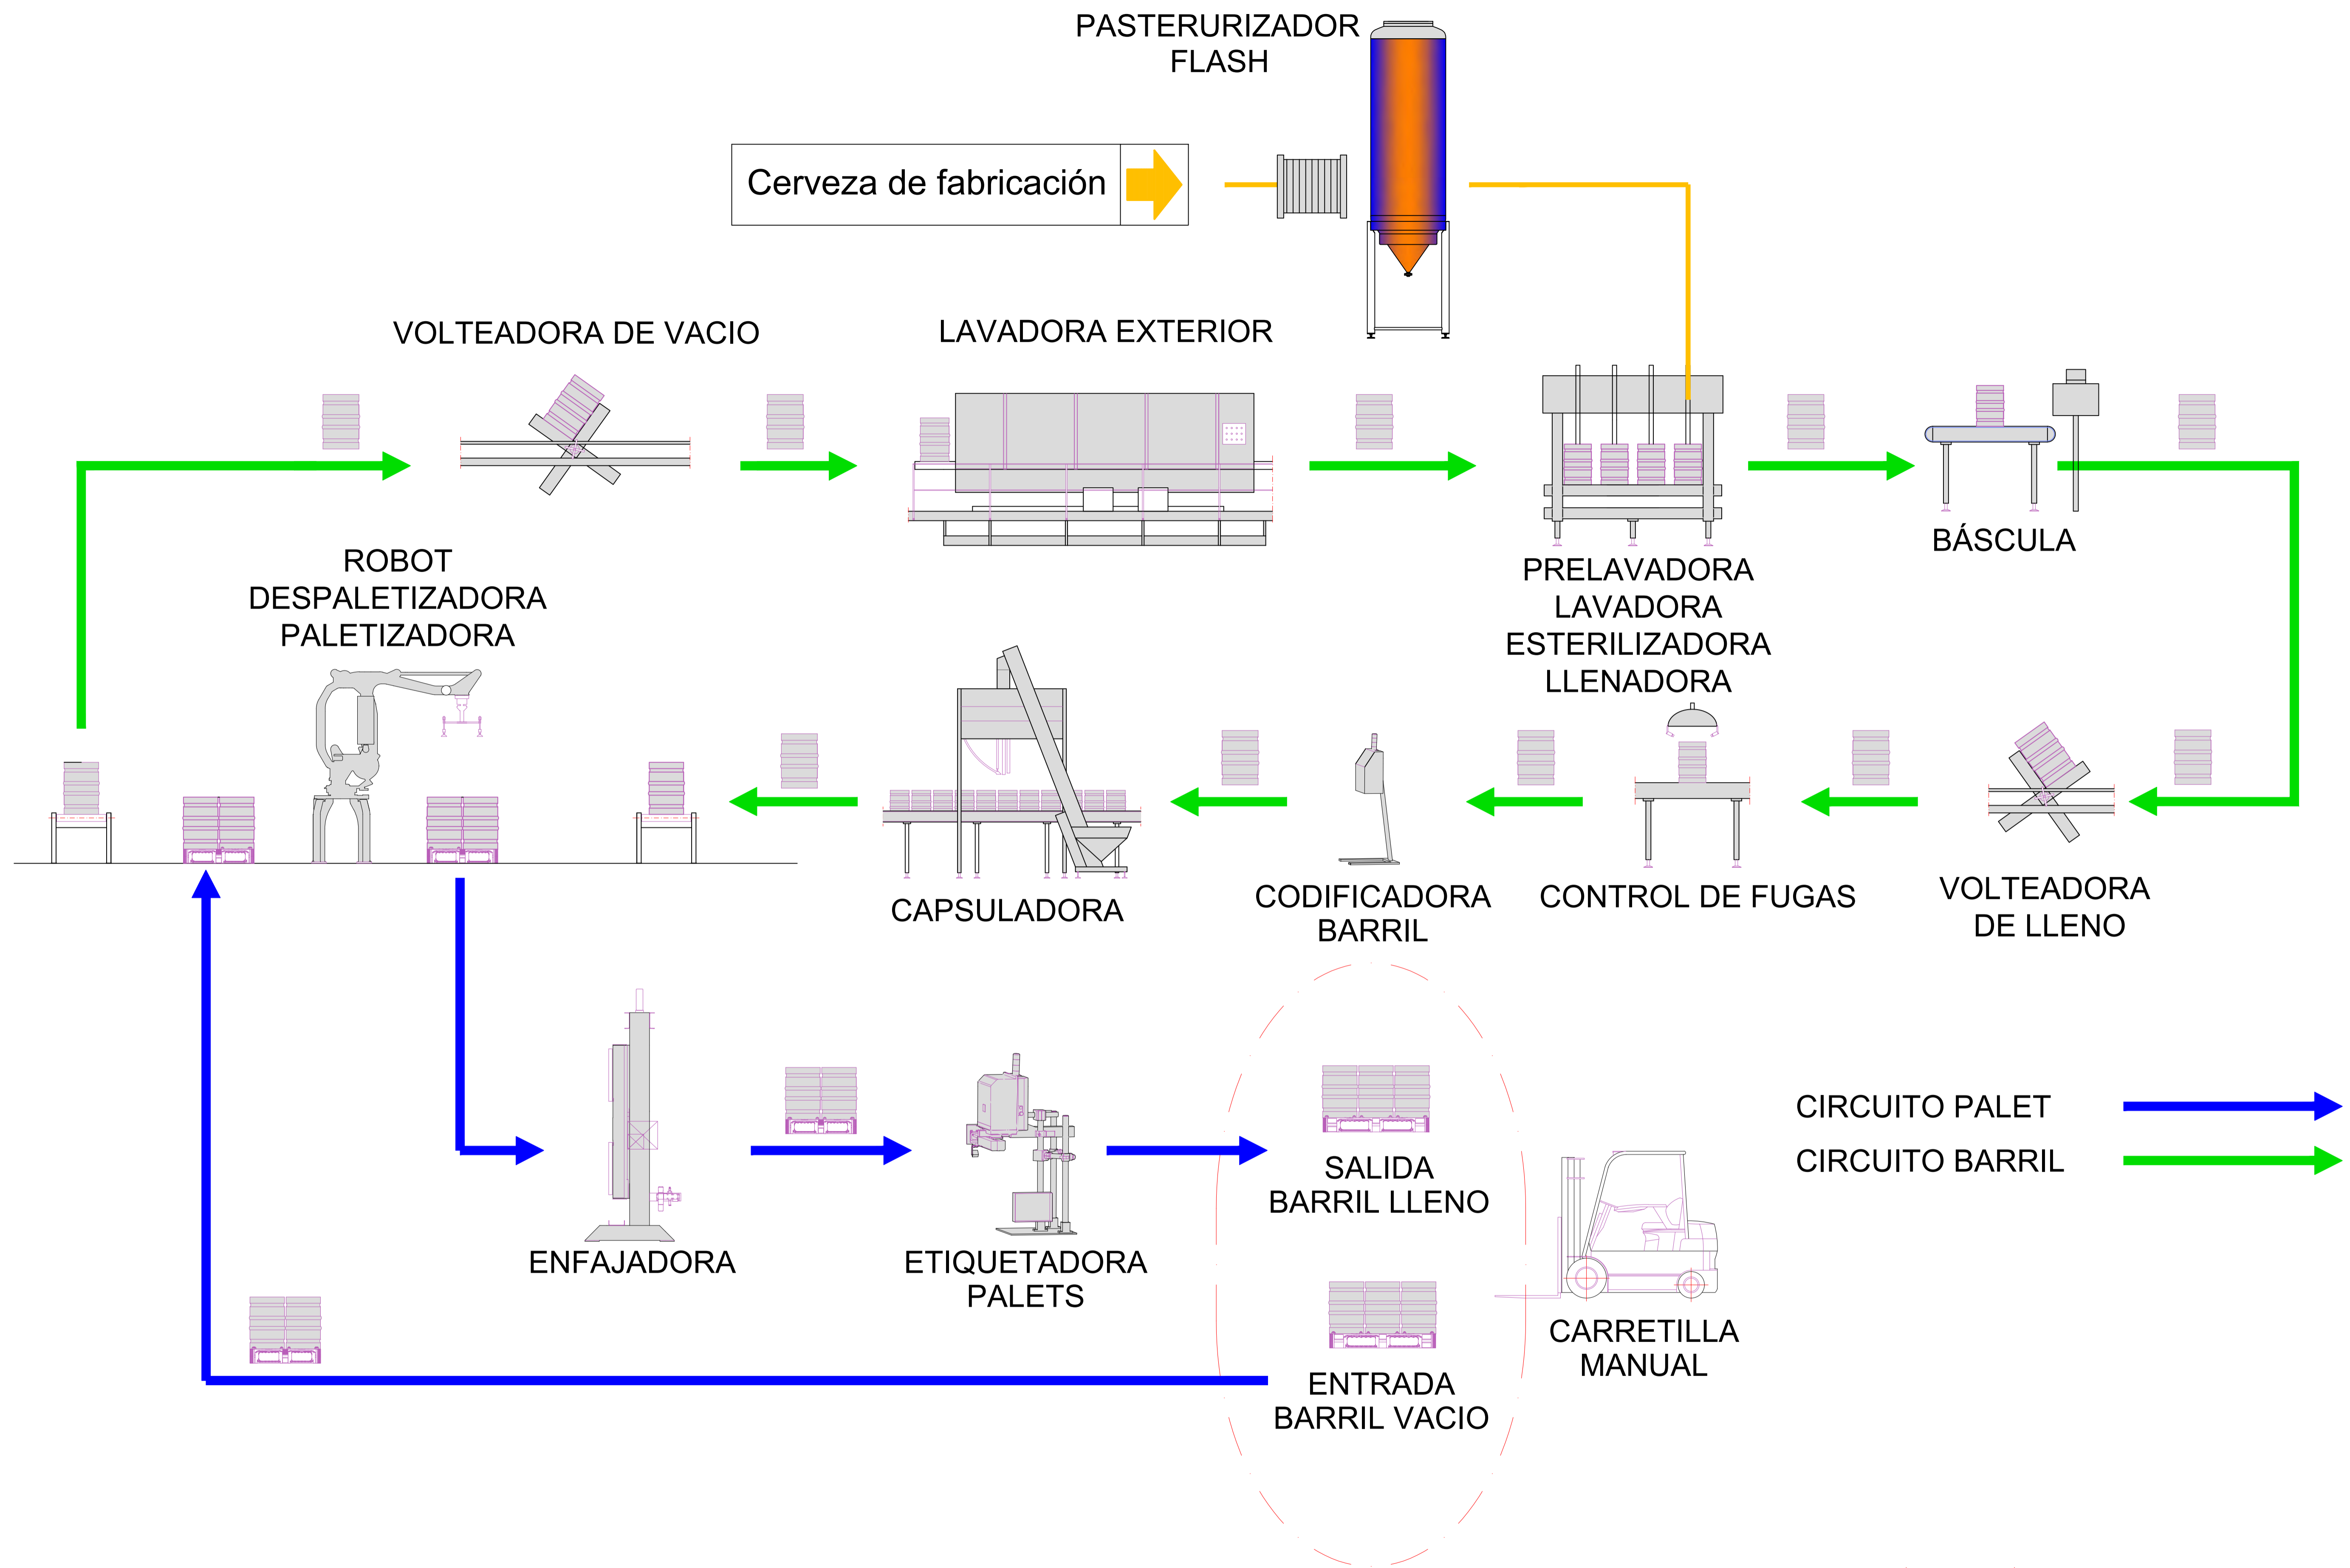 PASTERURIZADOR
FLASH
Cerveza de fabricación
VOLTEADORA DE VACIO
LAVADORA EXTERIOR
ROBOT
DESPALETIZADORA
PALETIZADORA
PRELAVADORA
LAVADORA
ESTERILIZADORA
LLENADORA
BÁSCULA
CAPSULADORA
CODIFICADORA
BARRIL
CONTROL DE FUGAS
VOLTEADORA
DE LLENO
ENFAJADORA
ETIQUETADORA
PALETS
SALIDA
BARRIL LLENO
ENTRADA
BARRIL VACIO
CARRETILLA
MANUAL
CIRCUITO PALET
CIRCUITO BARRIL